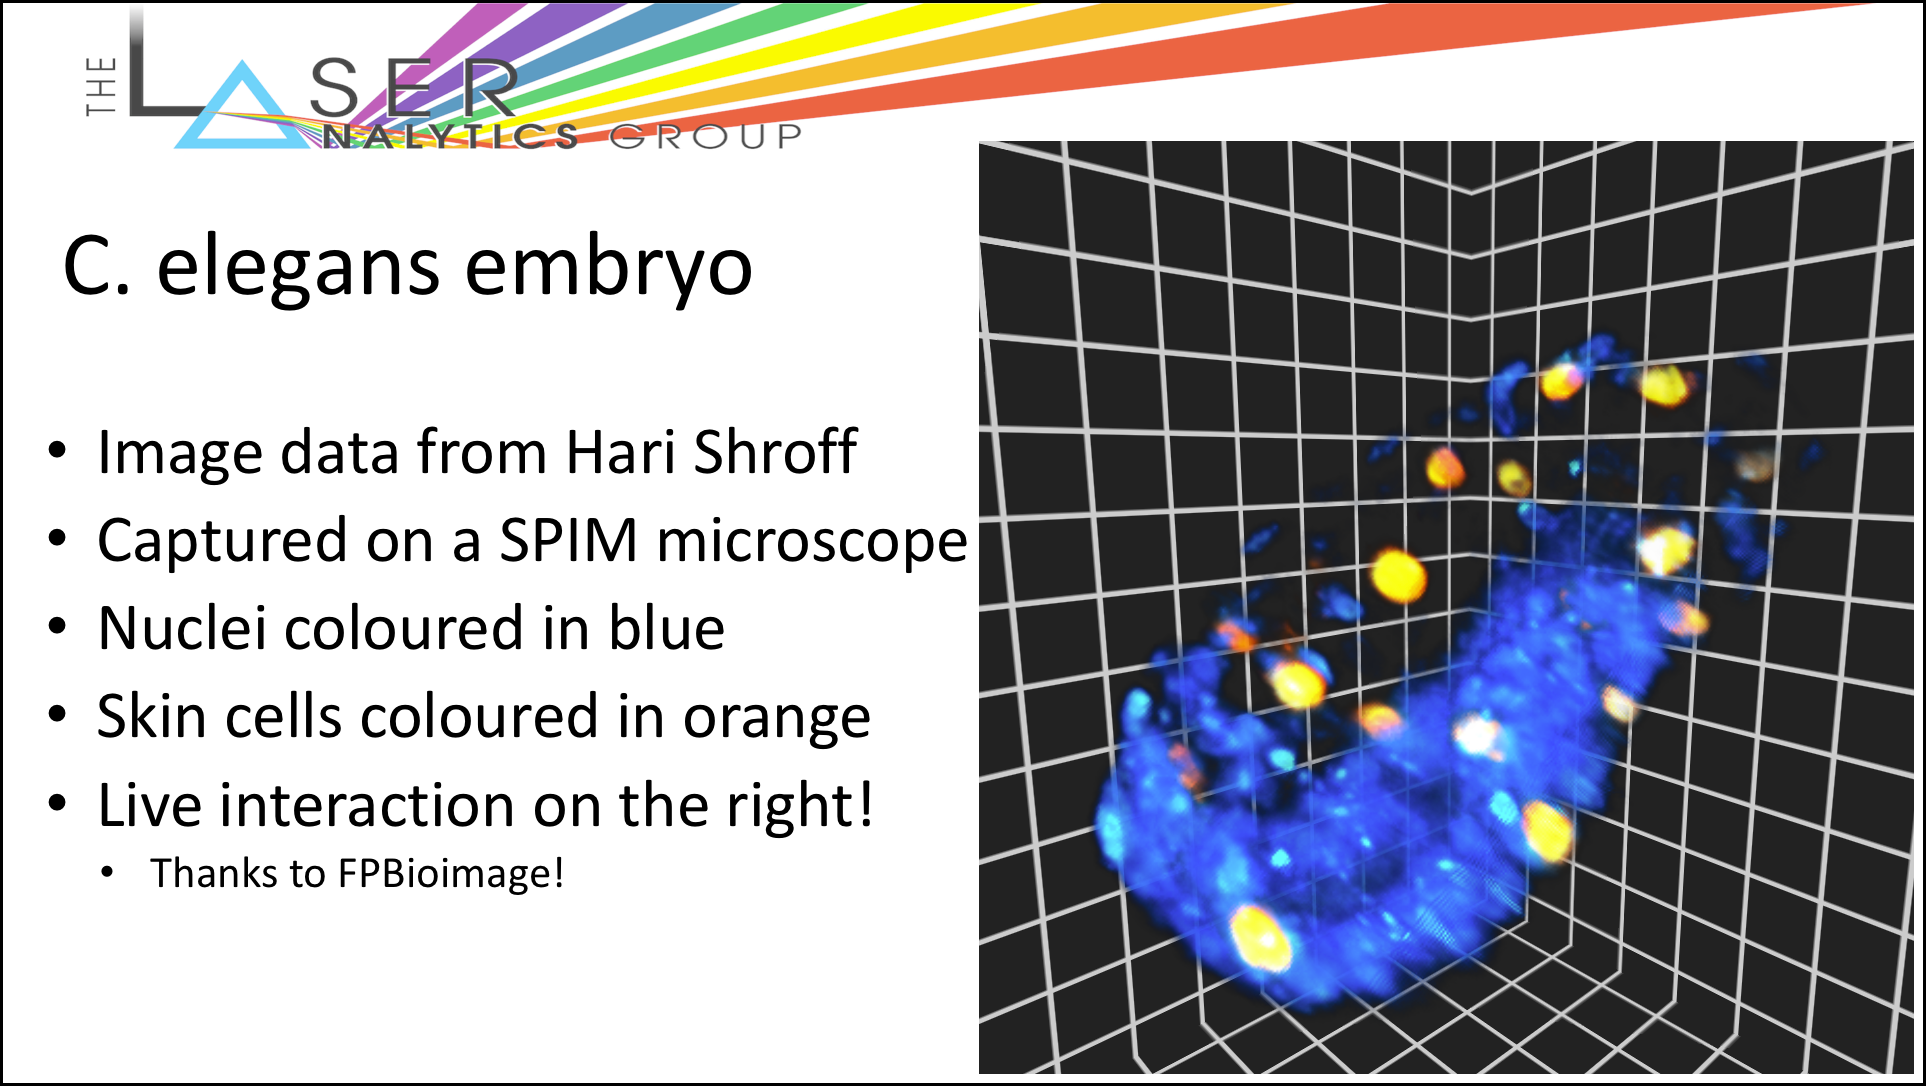 THE LASER
ANALYTICS GROUP
C. elegans embryo
• Image data from Hari Shroff
• Captured on a SPIM microscope
• Nuclei coloured in blue
• Skin cells coloured in orange
• Live interaction on the right!
• Thanks to FPBioimage!